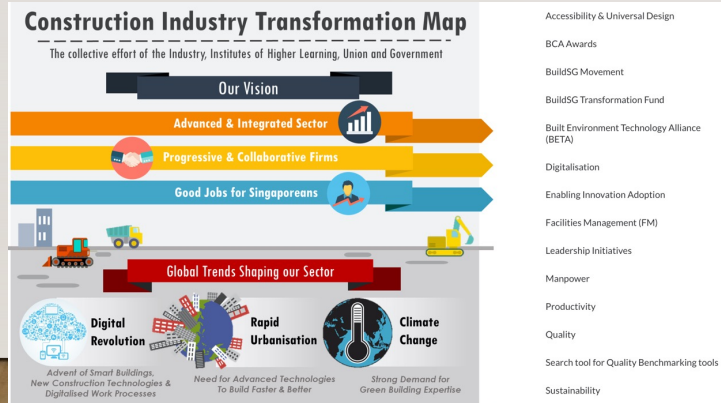 Construction Industry Transformation Map
The collective effort of the Industry, Institutes of Higher Learning, Union and Government
Our Vision
Advanced & Integrated Sector
Progressive & Collaborative Firms
Good Jobs for Singaporeans
Global Trends Shaping our Sector
Digital
Revolution
Advent of Smart Buildings,
New Construction Technologies &
Digitalised Work Processes
Rapid
Urbanisation
Need for Advanced Technologies
To Build Faster & Better
Climate
Change
Strong Demand for
Green Building Expertise
Accessibility & Universal Design
BCA Awards
BuildSG Movement
BuildSG Transformation Fund
Built Environment Technology Alliance
(BETA)
Digitalisation
Enabling Innovation Adoption
Facilities Management (FM)
Leadership Initiatives
Manpower
Productivity
Quality
Search tool for Quality Benchmarking tools
Sustainability